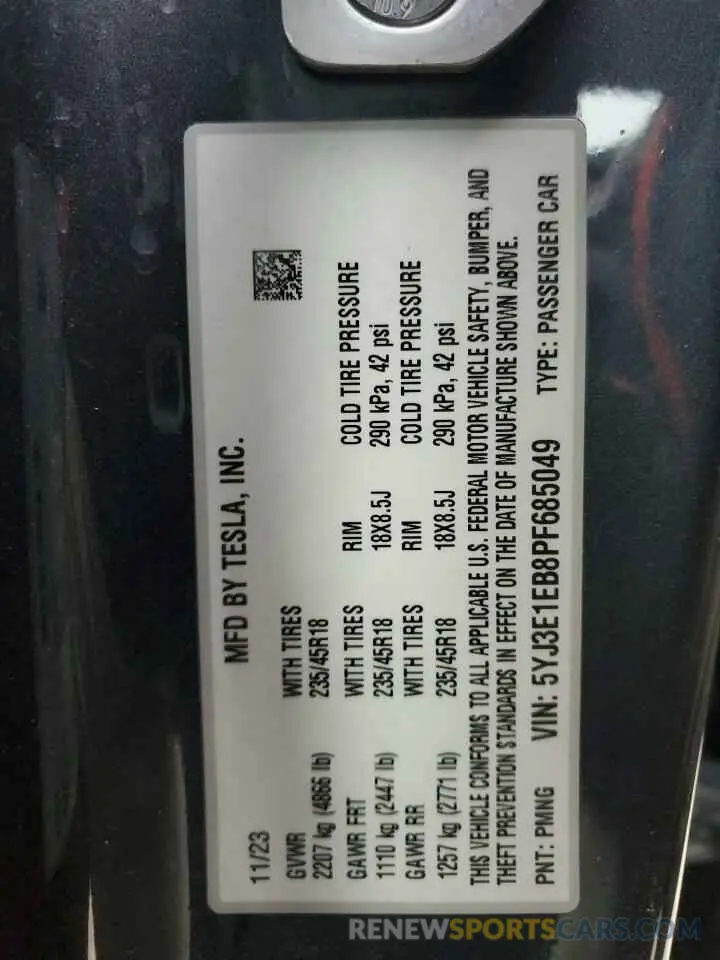 10.9
MFD BY TESLA, INC.
11/23
GVWR WITH TIRES
2207 kg (4866 lb) 235/45R18
GAWR FRT WITH TIRES RIM COLD TIRE PRESSURE
1110 kg (2447 lb) 235/45R18 18X8.5J 290 kPa, 42 psi
GAWR RR WITH TIRES RIM COLD TIRE PRESSURE
1257 kg (2771 lb) 235/45R18 18X8.5J 290 kPa, 42 psi
THIS VEHICLE CONFORMS TO ALL APPLICABLE U.S. FEDERAL MOTOR VEHICLE SAFETY, BUMPER, AND
THEFT PREVENTION STANDARDS IN EFFECT ON THE DATE OF MANUFACTURE SHOWN ABOVE.
PNT: PMNG VIN: 5YJ3E1EB8PF685049 TYPE: PASSENGER CAR
RENEWSPORTSCARS.COM